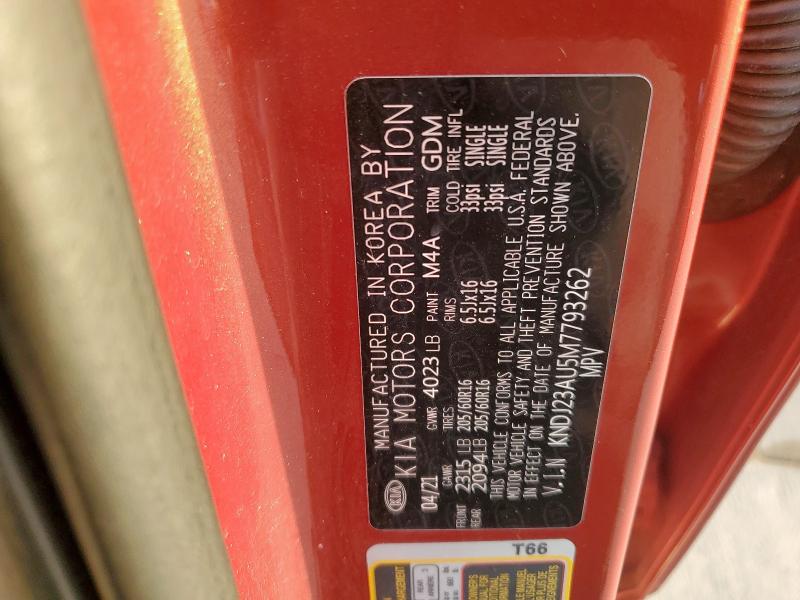 MANUFACTURED IN KOREA BY
KIA KIA MOTORS CORPORATION
04/21 GVWR 4023 LB PAINT M4A TRIM GDM
GAWR TIRES RIMS COLD TIRE INFL
FRONT 2315 LB 205/60R16 6.5Jx16 33psi SINGLE
REAR 2094 LB 205/60R16 6.5Jx16 33psi SINGLE
THIS VEHICLE CONFORMS TO ALL APPLICABLE U.S.A. FEDERAL
MOTOR VEHICLE SAFETY AND THEFT PREVENTION STANDARDS
IN EFFECT ON THE DATE OF MANUFACTURE SHOWN ABOVE.
V.I.N KNDJ23AU5M7793262
MPV
T66
REAR
ARRIÈRE